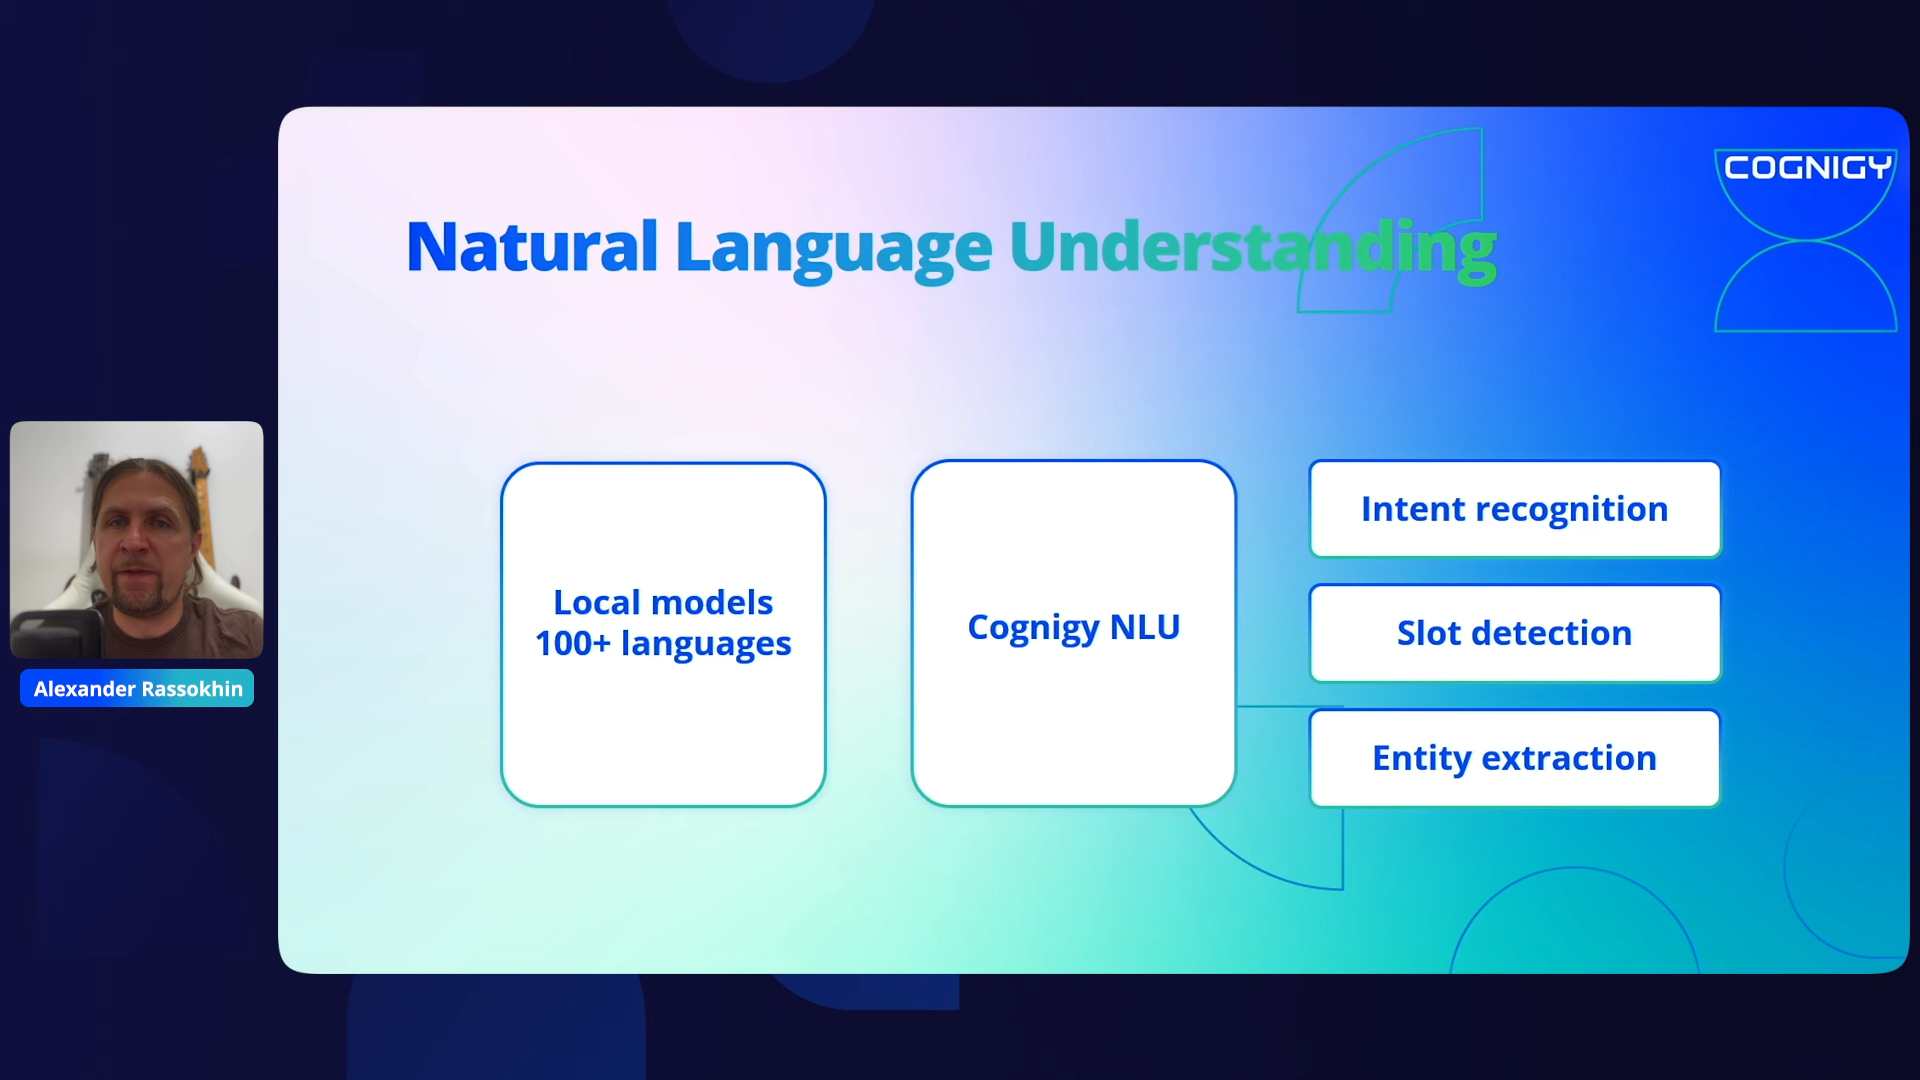 COGNIGY
Natural Language Understanding
Local models
100+ languages
Cognigy NLU
Intent recognition
Slot detection
Entity extraction
Alexander Rassokhin